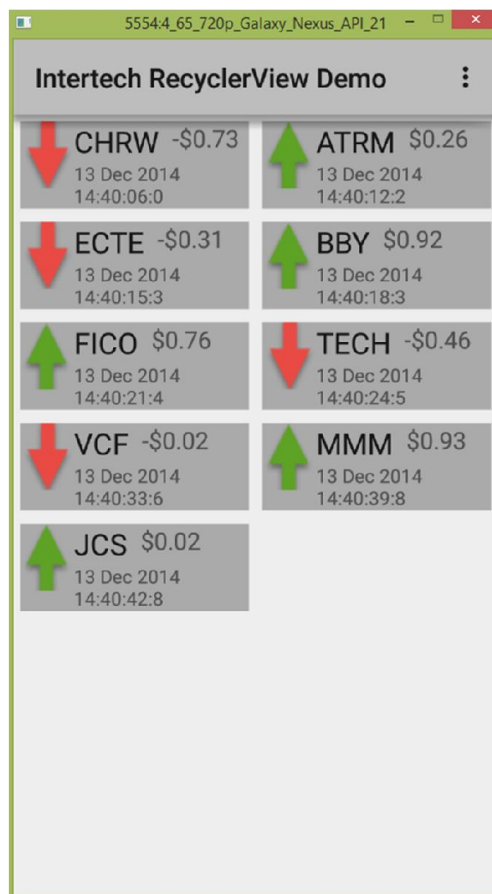 5554:4_65_720p_Galaxy_Nexus_API_21
Intertech RecyclerView Demo
CHRW -$0.73
13 Dec 2014
14:40:06:0
ATRM $0.26
13 Dec 2014
14:40:12:2
ECTE -$0.31
13 Dec 2014
14:40:15:3
BBY $0.92
13 Dec 2014
14:40:18:3
FICO $0.76
13 Dec 2014
14:40:21:4
TECH -$0.46
13 Dec 2014
14:40:24:5
VCF -$0.02
13 Dec 2014
14:40:33:6
MMM $0.93
13 Dec 2014
14:40:39:8
JCS $0.02
13 Dec 2014
14:40:42:8